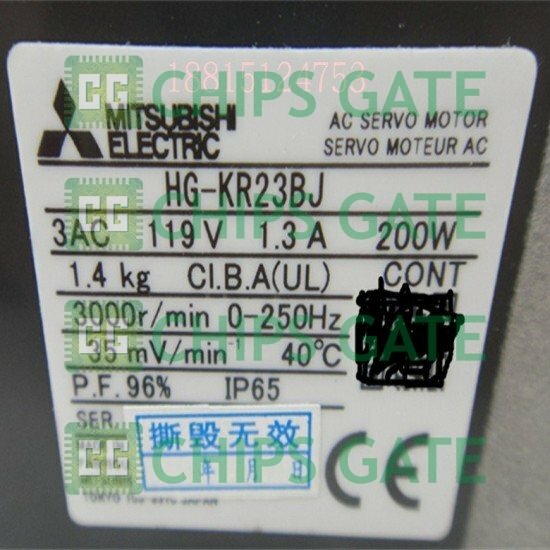 18815124753
CHIPS GATE
MITSUBISHI
ELECTRIC
AC SERVO MOTOR
SERVO MOTEUR AC
HG-KR23BJ
CHIPS GATE
3AC 119 V 1.3 A 200W
1.4 kg CI.B.A(UL) CONT
CHIPS GATE
3000r/min 0-250Hz
35 mV/min⁻¹ 40℃
P.F. 96% IP65
SER.
撕毁无效
年 月 日
CE
CHIPS GATE